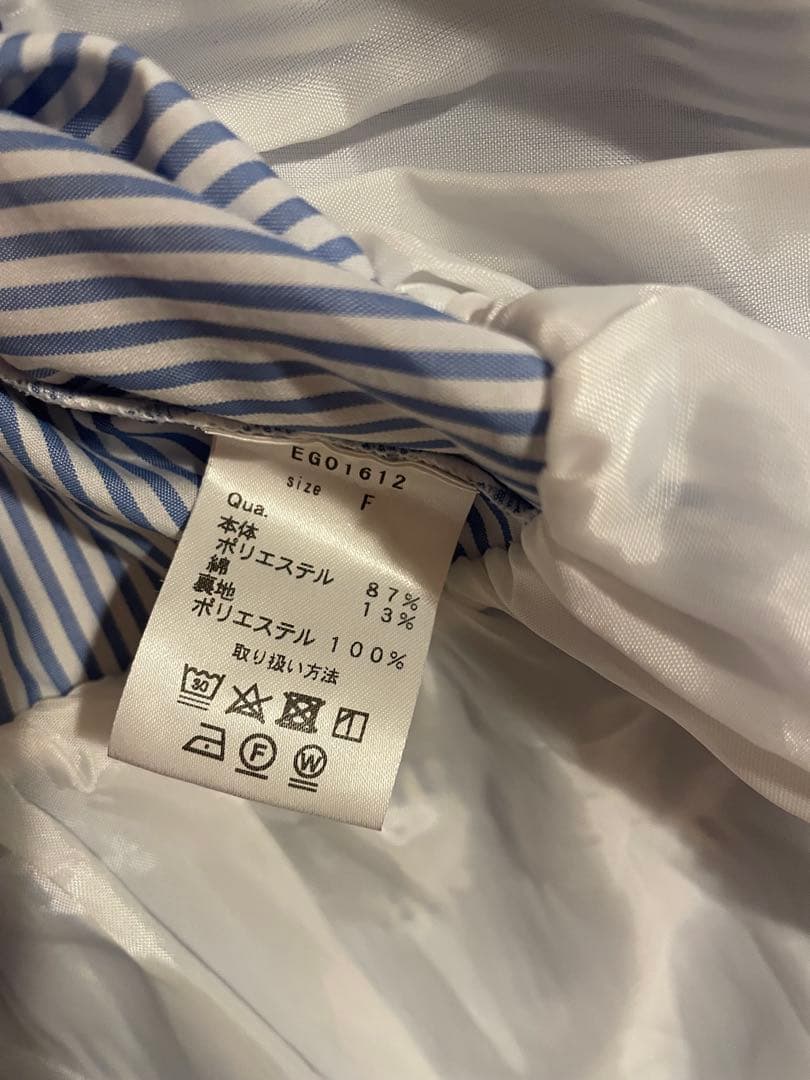 EGO1612
size F
Qua.
本体
ポリエステル 87%
綿 13%
裏地
ポリエステル 100%
取り扱い方法
30
F W